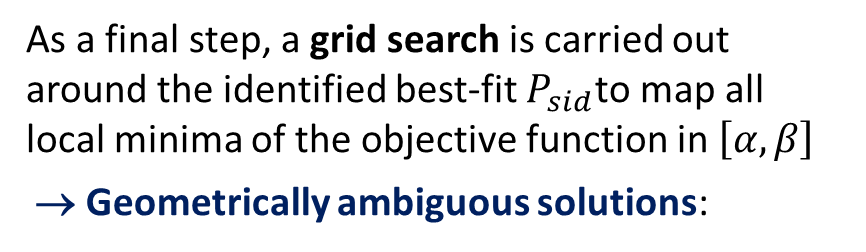 As a final step, a grid search is carried out
around the identified best-fit P_sid to map all
local minima of the objective function in [α, β]
→ Geometrically ambiguous solutions: